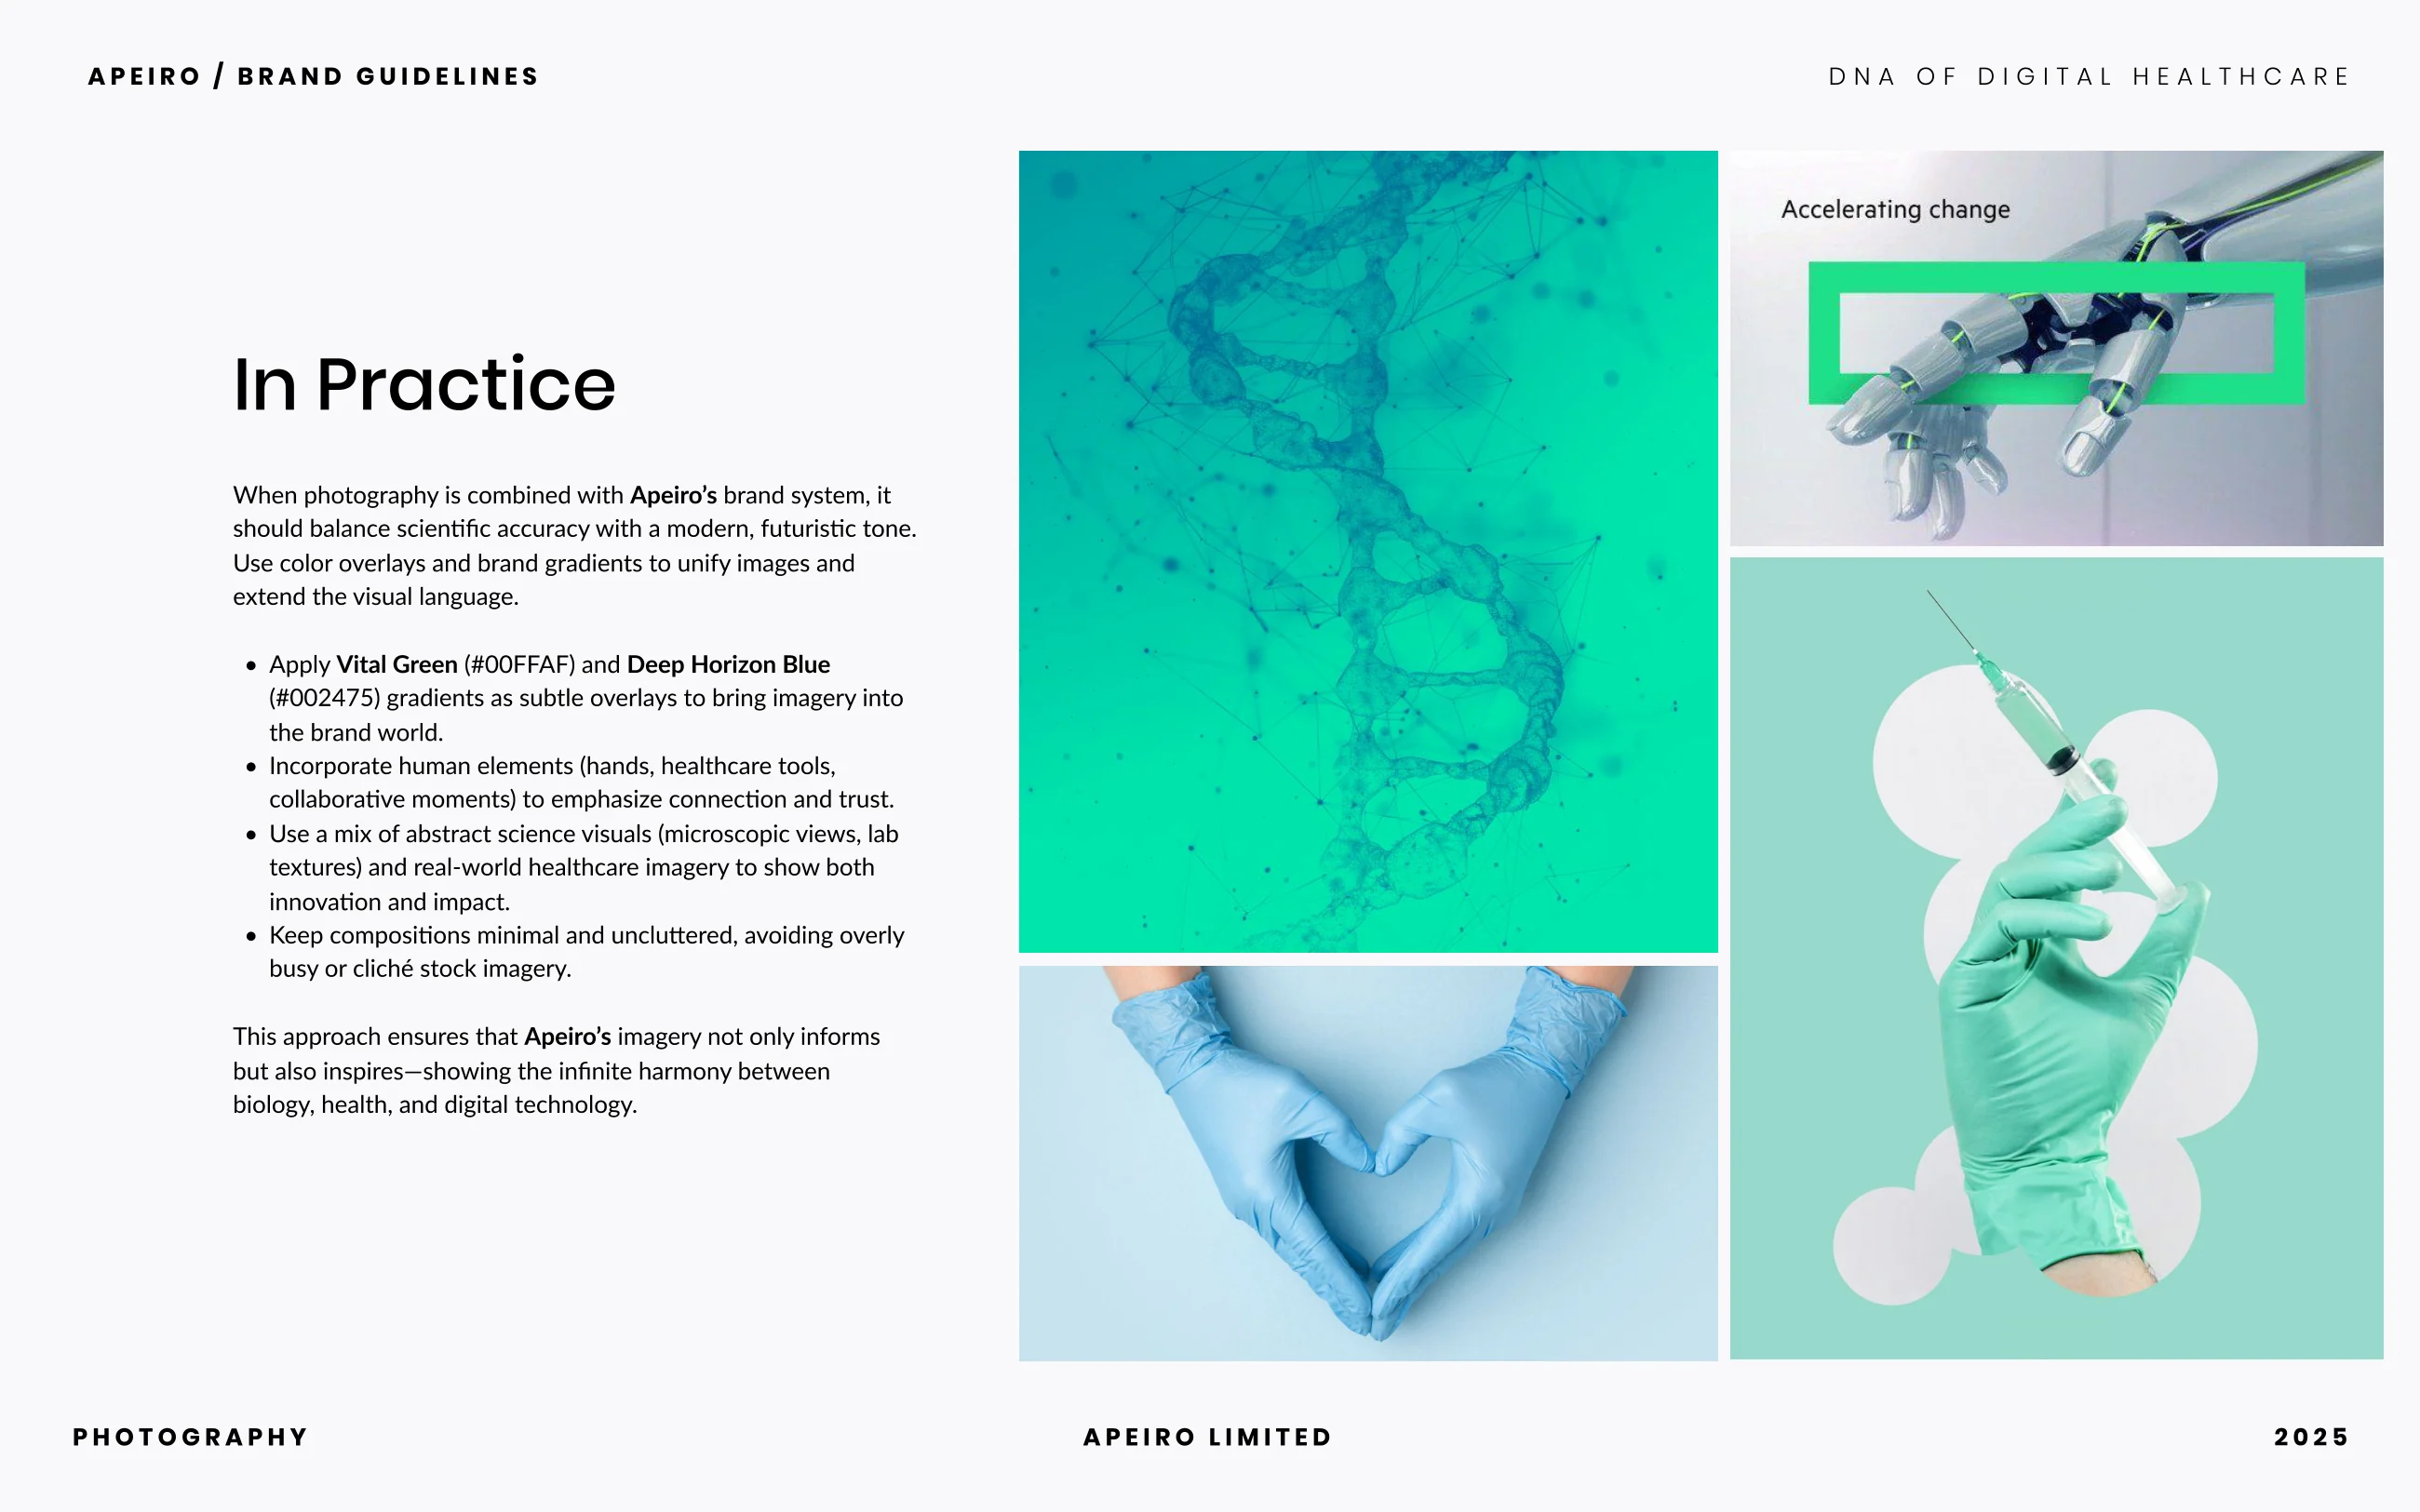 APEIRO / BRAND GUIDELINES
DNA OF DIGITAL HEALTHCARE
In Practice
When photography is combined with Apeiro’s brand system, it
should balance scientific accuracy with a modern, futuristic tone.
Use color overlays and brand gradients to unify images and
extend the visual language.
• Apply Vital Green (#00FFAF) and Deep Horizon Blue
(#002475) gradients as subtle overlays to bring imagery into
the brand world.
• Incorporate human elements (hands, healthcare tools,
collaborative moments) to emphasize connection and trust.
• Use a mix of abstract science visuals (microscopic views, lab
textures) and real-world healthcare imagery to show both
innovation and impact.
• Keep compositions minimal and uncluttered, avoiding overly
busy or cliché stock imagery.
This approach ensures that Apeiro’s imagery not only informs
but also inspires—showing the infinite harmony between
biology, health, and digital technology.
Accelerating change
PHOTOGRAPHY
APEIRO LIMITED
2025